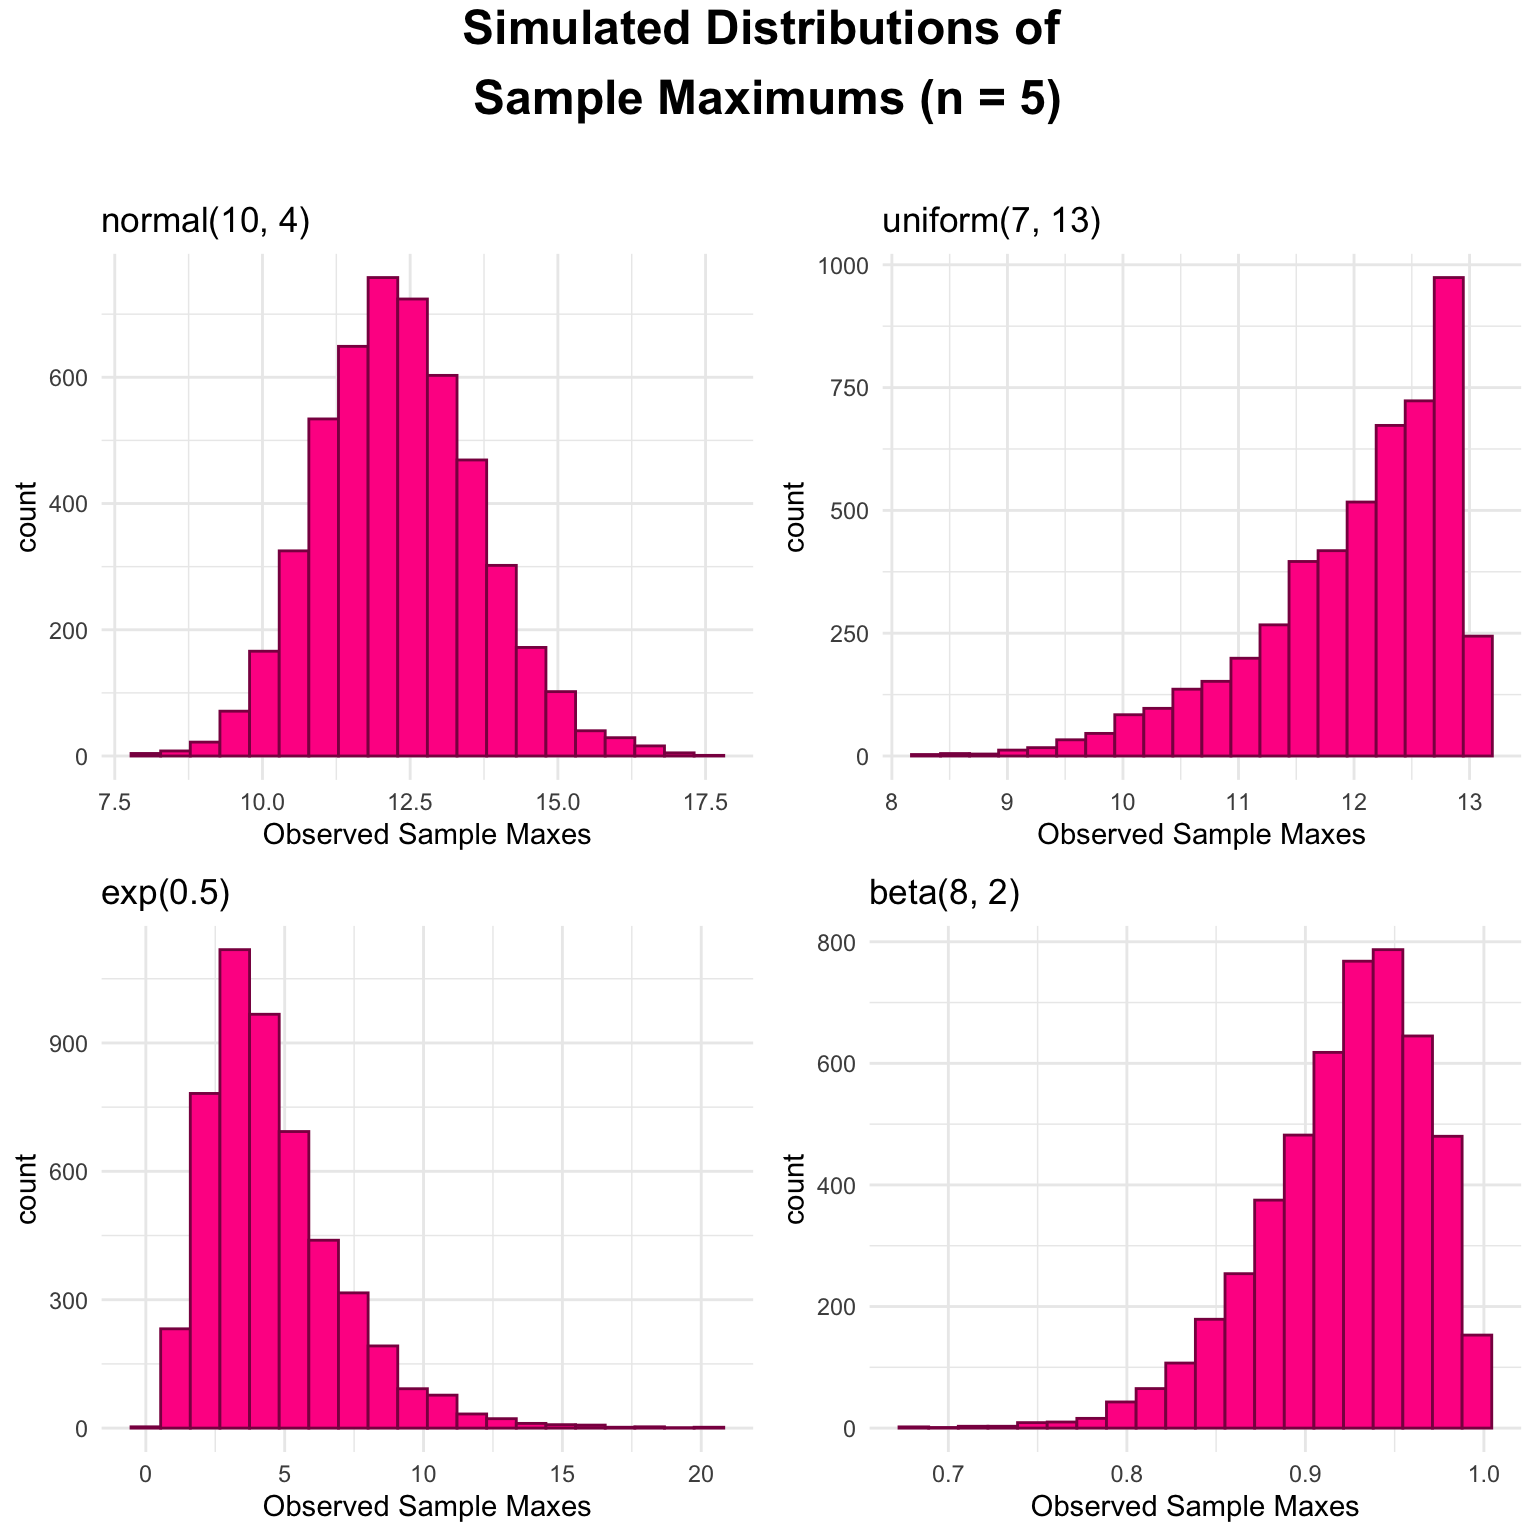 Simulated Distributions of
Sample Maximums (n = 5)
normal(10, 4)
count
600
400
200
0
7.5 10.0 12.5 15.0 17.5
Observed Sample Maxes
uniform(7, 13)
count
1000
750
500
250
0
8 9 10 11 12 13
Observed Sample Maxes
exp(0.5)
count
900
600
300
0
0 5 10 15 20
Observed Sample Maxes
beta(8, 2)
count
800
600
400
200
0
0.7 0.8 0.9 1.0
Observed Sample Maxes